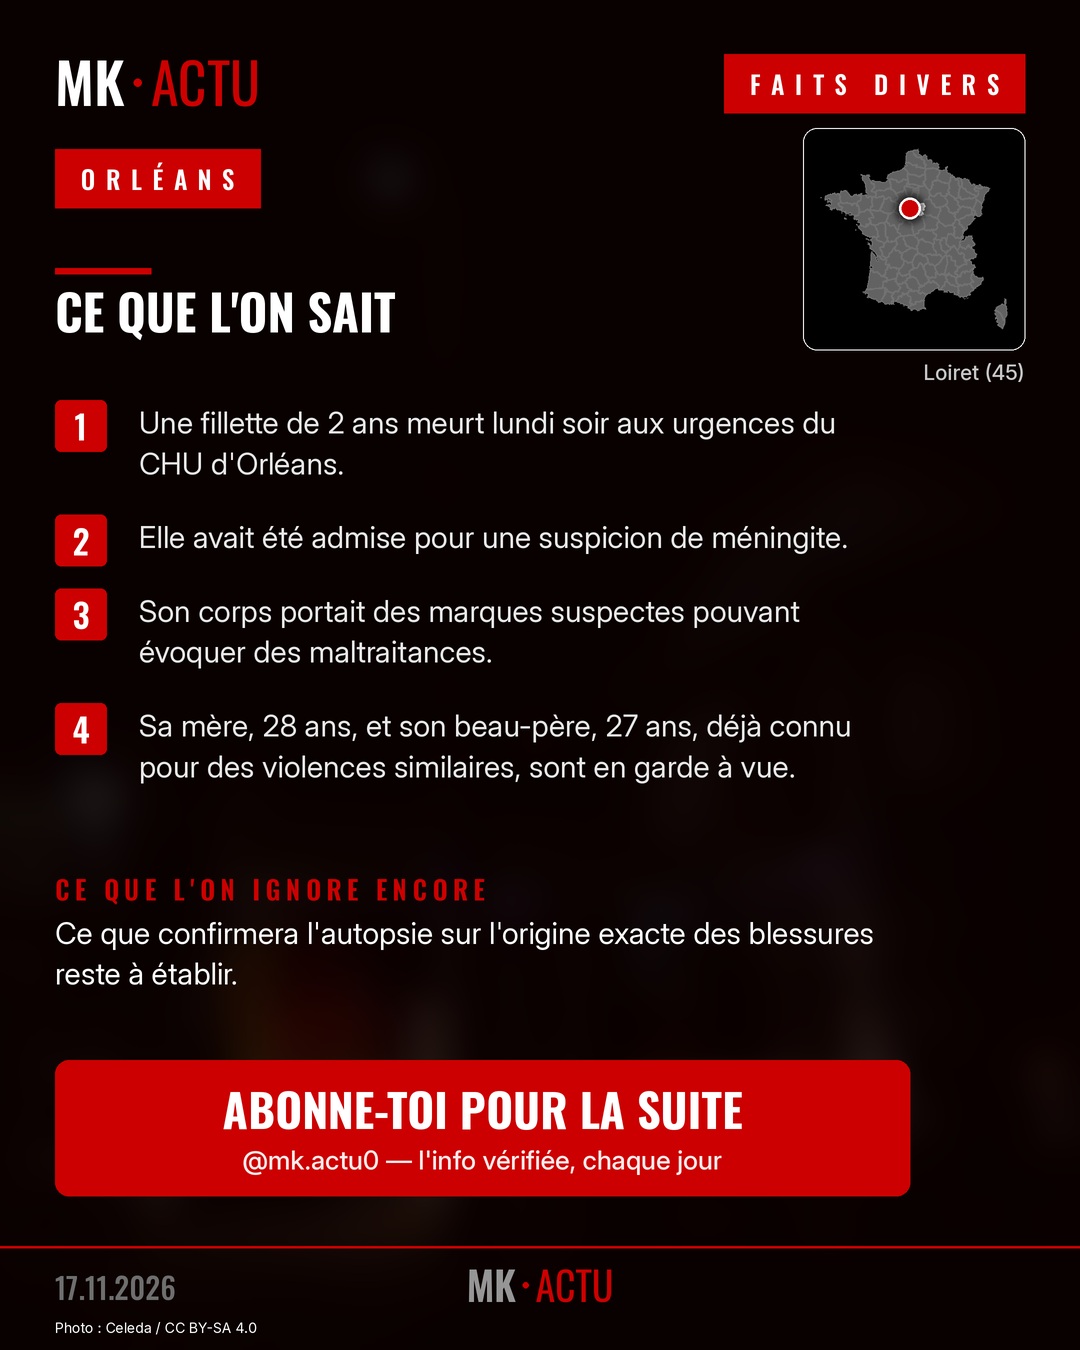 MK·ACTU
FAITS DIVERS
ORLÉANS
Loiret (45)
CE QUE L'ON SAIT
1
Une fillette de 2 ans meurt lundi soir aux urgences du
CHU d'Orléans.
2
Elle avait été admise pour une suspicion de méningite.
3
Son corps portait des marques suspectes pouvant
évoquer des maltraitances.
4
Sa mère, 28 ans, et son beau-père, 27 ans, déjà connu
pour des violences similaires, sont en garde à vue.
CE QUE L'ON IGNORE ENCORE
Ce que confirmera l'autopsie sur l'origine exacte des blessures
reste à établir.
ABONNE-TOI POUR LA SUITE
@mk.actu0 — l'info vérifiée, chaque jour
17.11.2026
MK·ACTU
Photo : Celeda / CC BY-SA 4.0